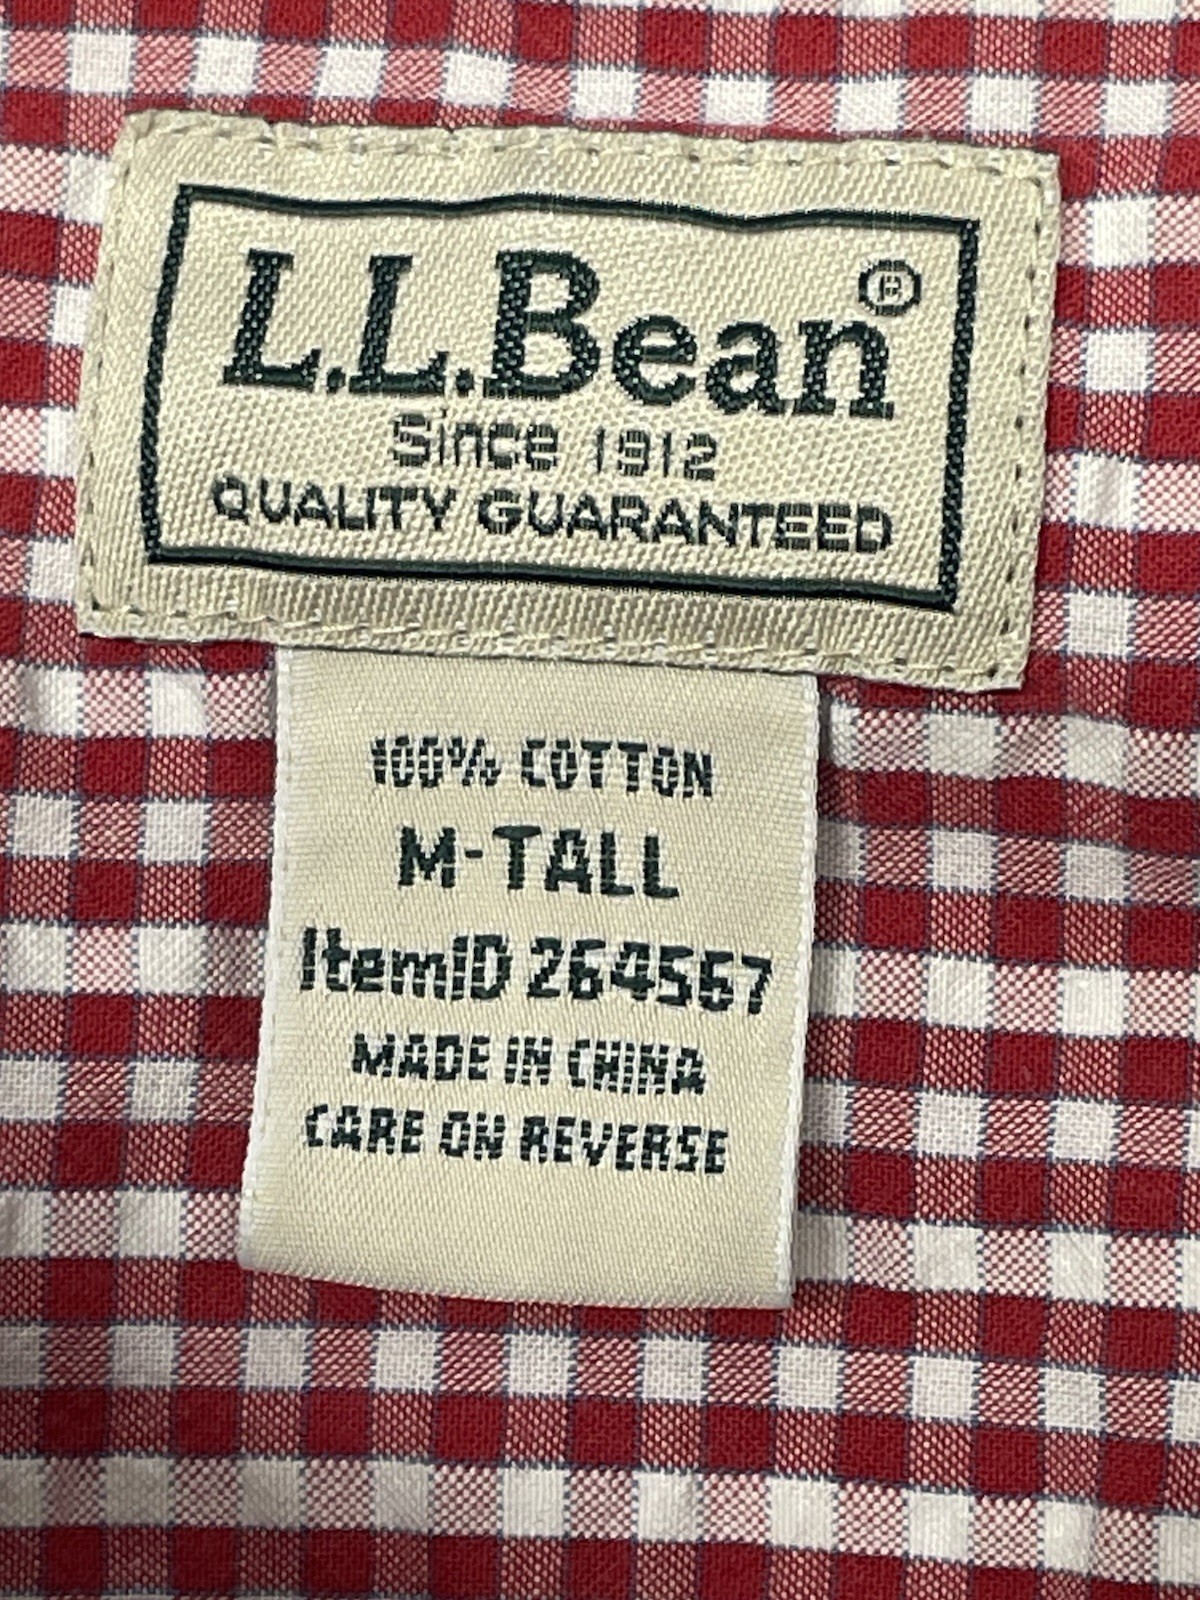 L.L.Bean®
Since 1912
QUALITY GUARANTEED
100% COTTON
M-TALL
ItemID 264567
MADE IN CHINA
CARE ON REVERSE